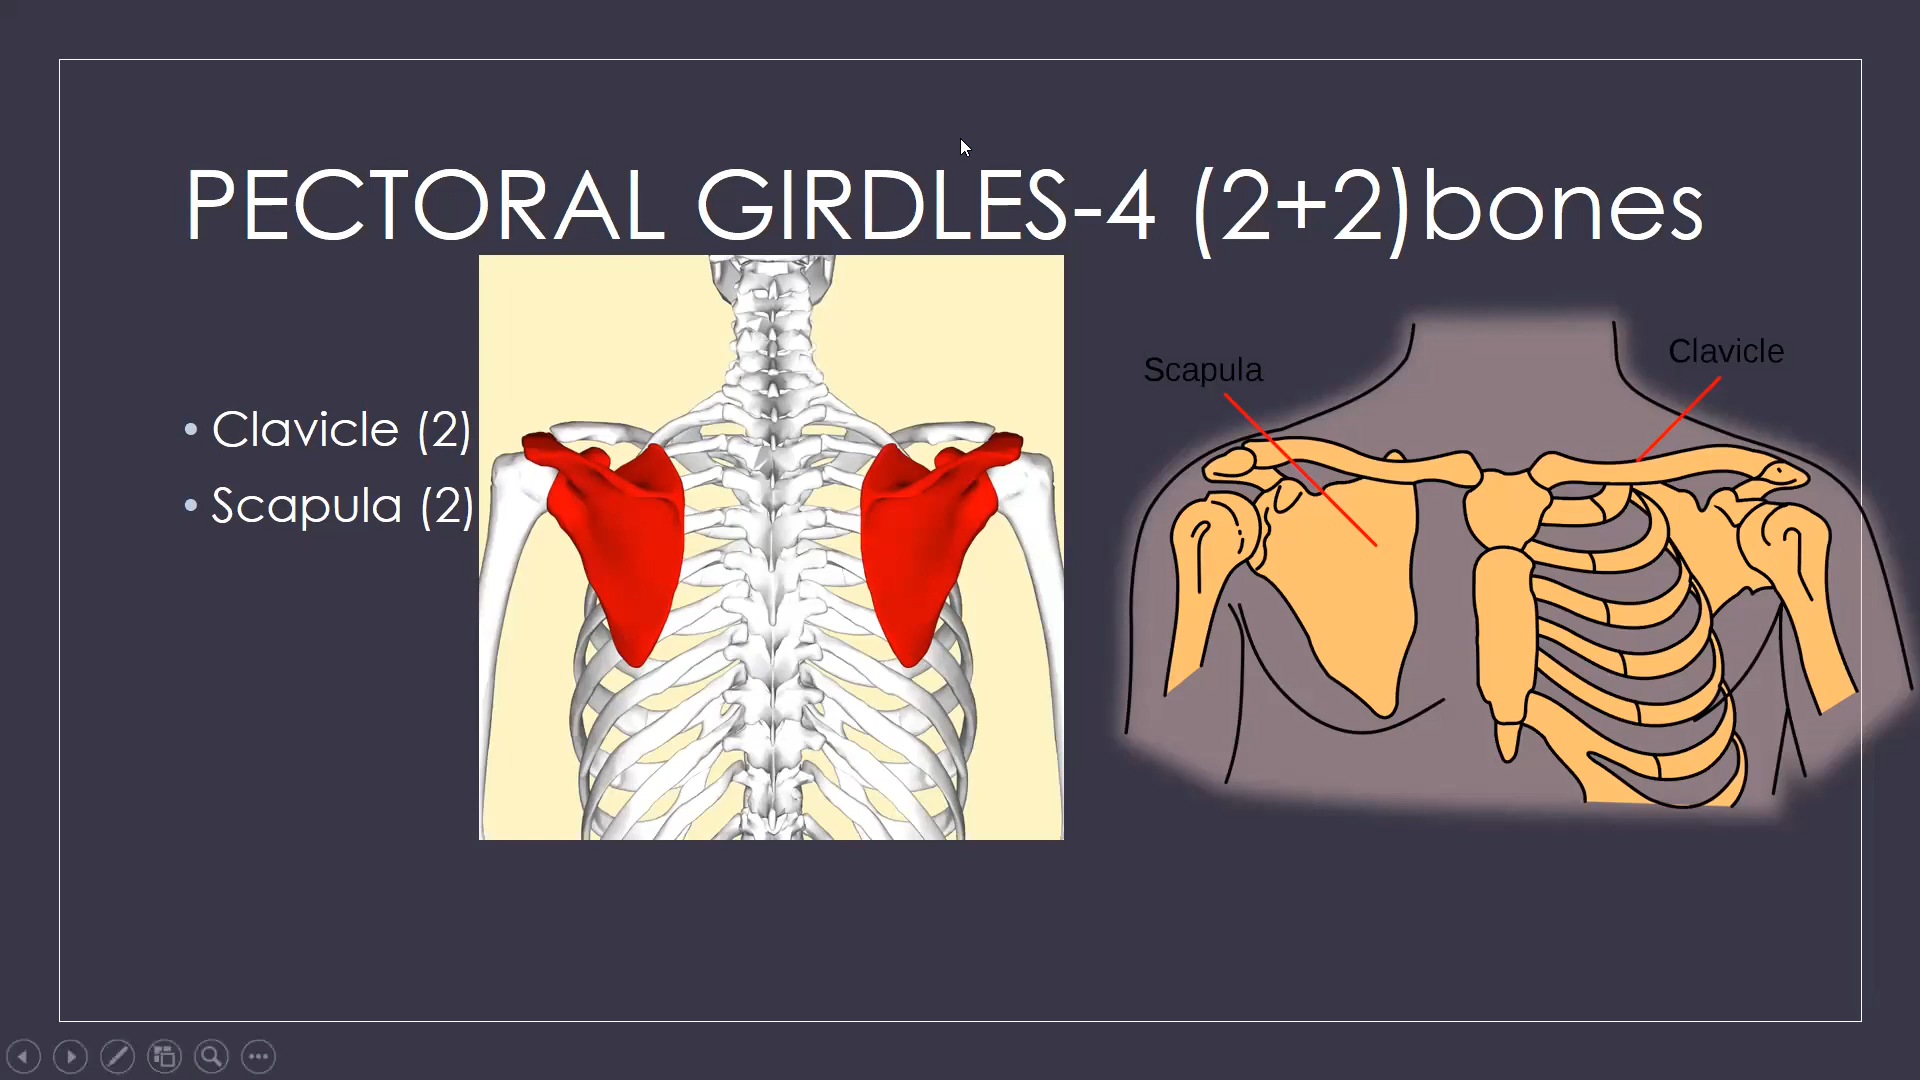 PECTORAL GIRDLES-4 (2+2)bones
• Clavicle (2)
• Scapula (2)
Scapula
Clavicle